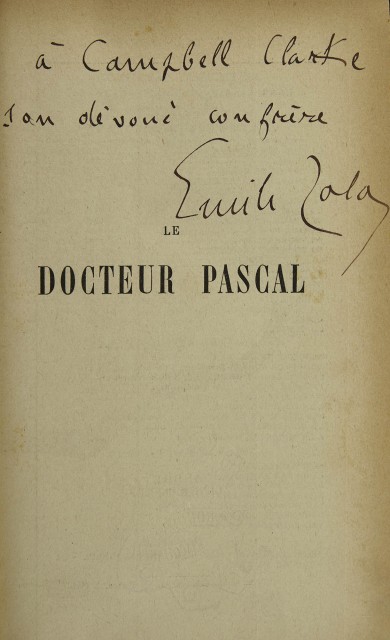 à Campbell Clarke
son dévoué confrère
Emile Zola
LE
DOCTEUR PASCAL